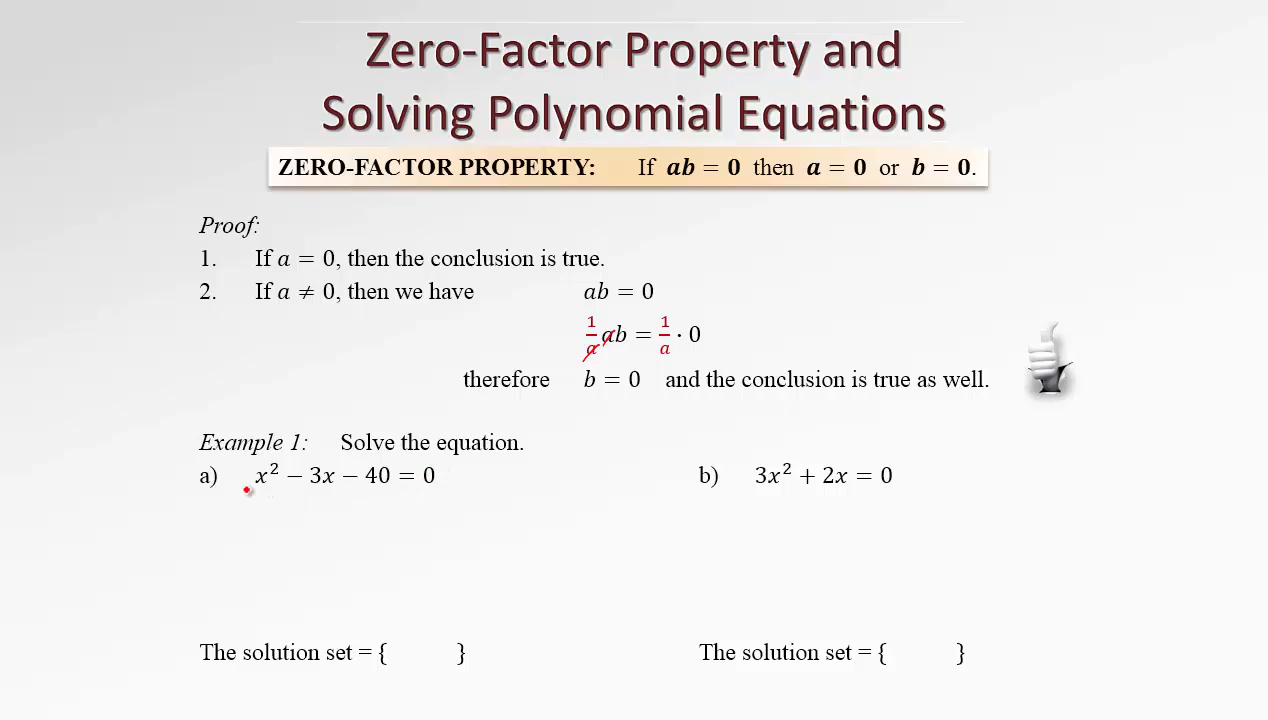 Zero-Factor Property and
Solving Polynomial Equations
ZERO-FACTOR PROPERTY: If ab = 0 then a = 0 or b = 0.
Proof:
1. If a = 0, then the conclusion is true.
2. If a ≠ 0, then we have ab = 0
1/a ab = 1/a · 0
therefore b = 0 and the conclusion is true as well.
Example 1: Solve the equation.
a) x² − 3x − 40 = 0 b) 3x² + 2x = 0
The solution set = { } The solution set = { }